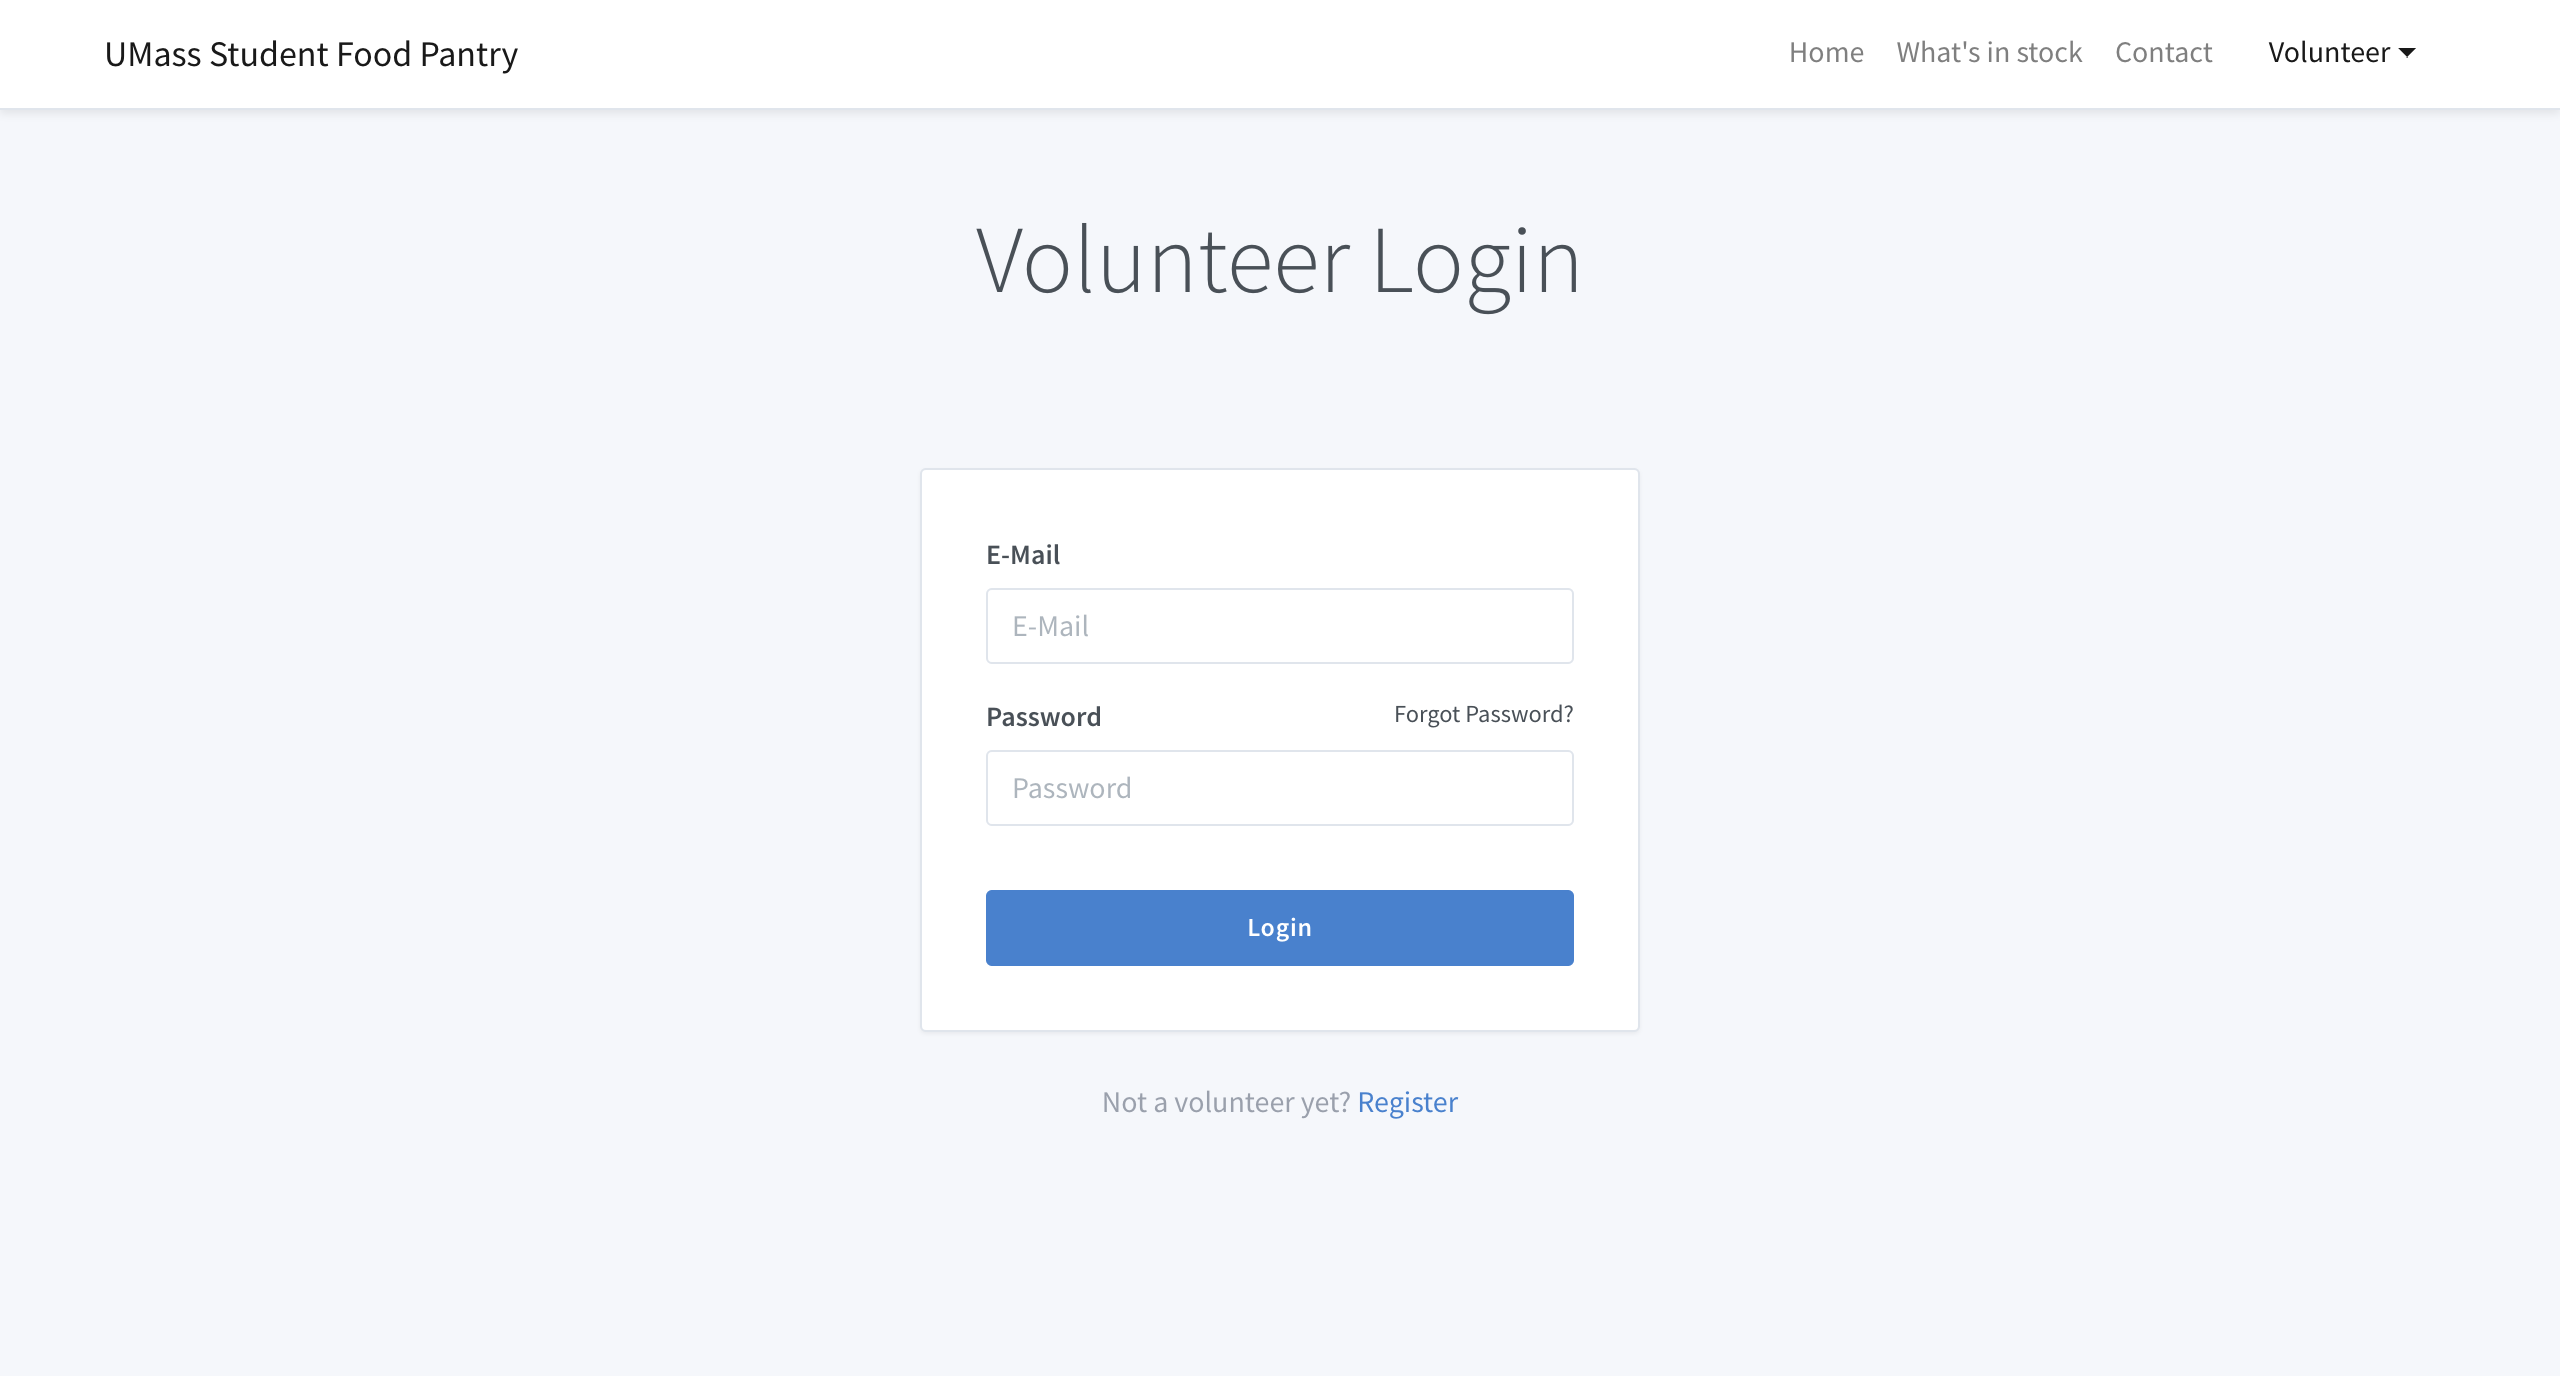 UMass Student Food Pantry
Home What's in stock Contact Volunteer
Volunteer Login
E-Mail
E-Mail
Password Forgot Password?
Password
Login
Not a volunteer yet? Register